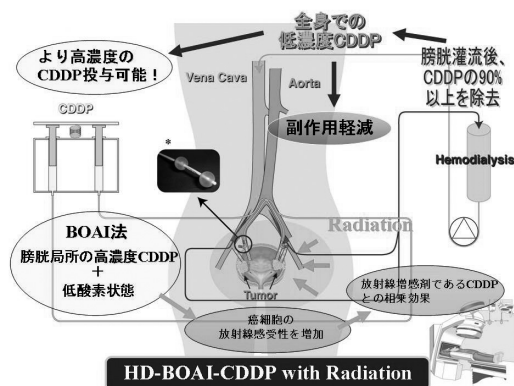 全身での
低濃度CDDP
より高濃度の
CDDP投与可能！
膀胱灌流後、
CDDPの90%
以上を除去
Vena Cava
Aorta
CDDP
副作用軽減
*
Hemodialysis
BOAI法
膀胱局所の高濃度CDDP
＋
低酸素状態
Radiation
Tumor
放射線増感剤であるCDDP
との相乗効果
癌細胞の
放射線感受性を増加
HD-BOAI-CDDP with Radiation